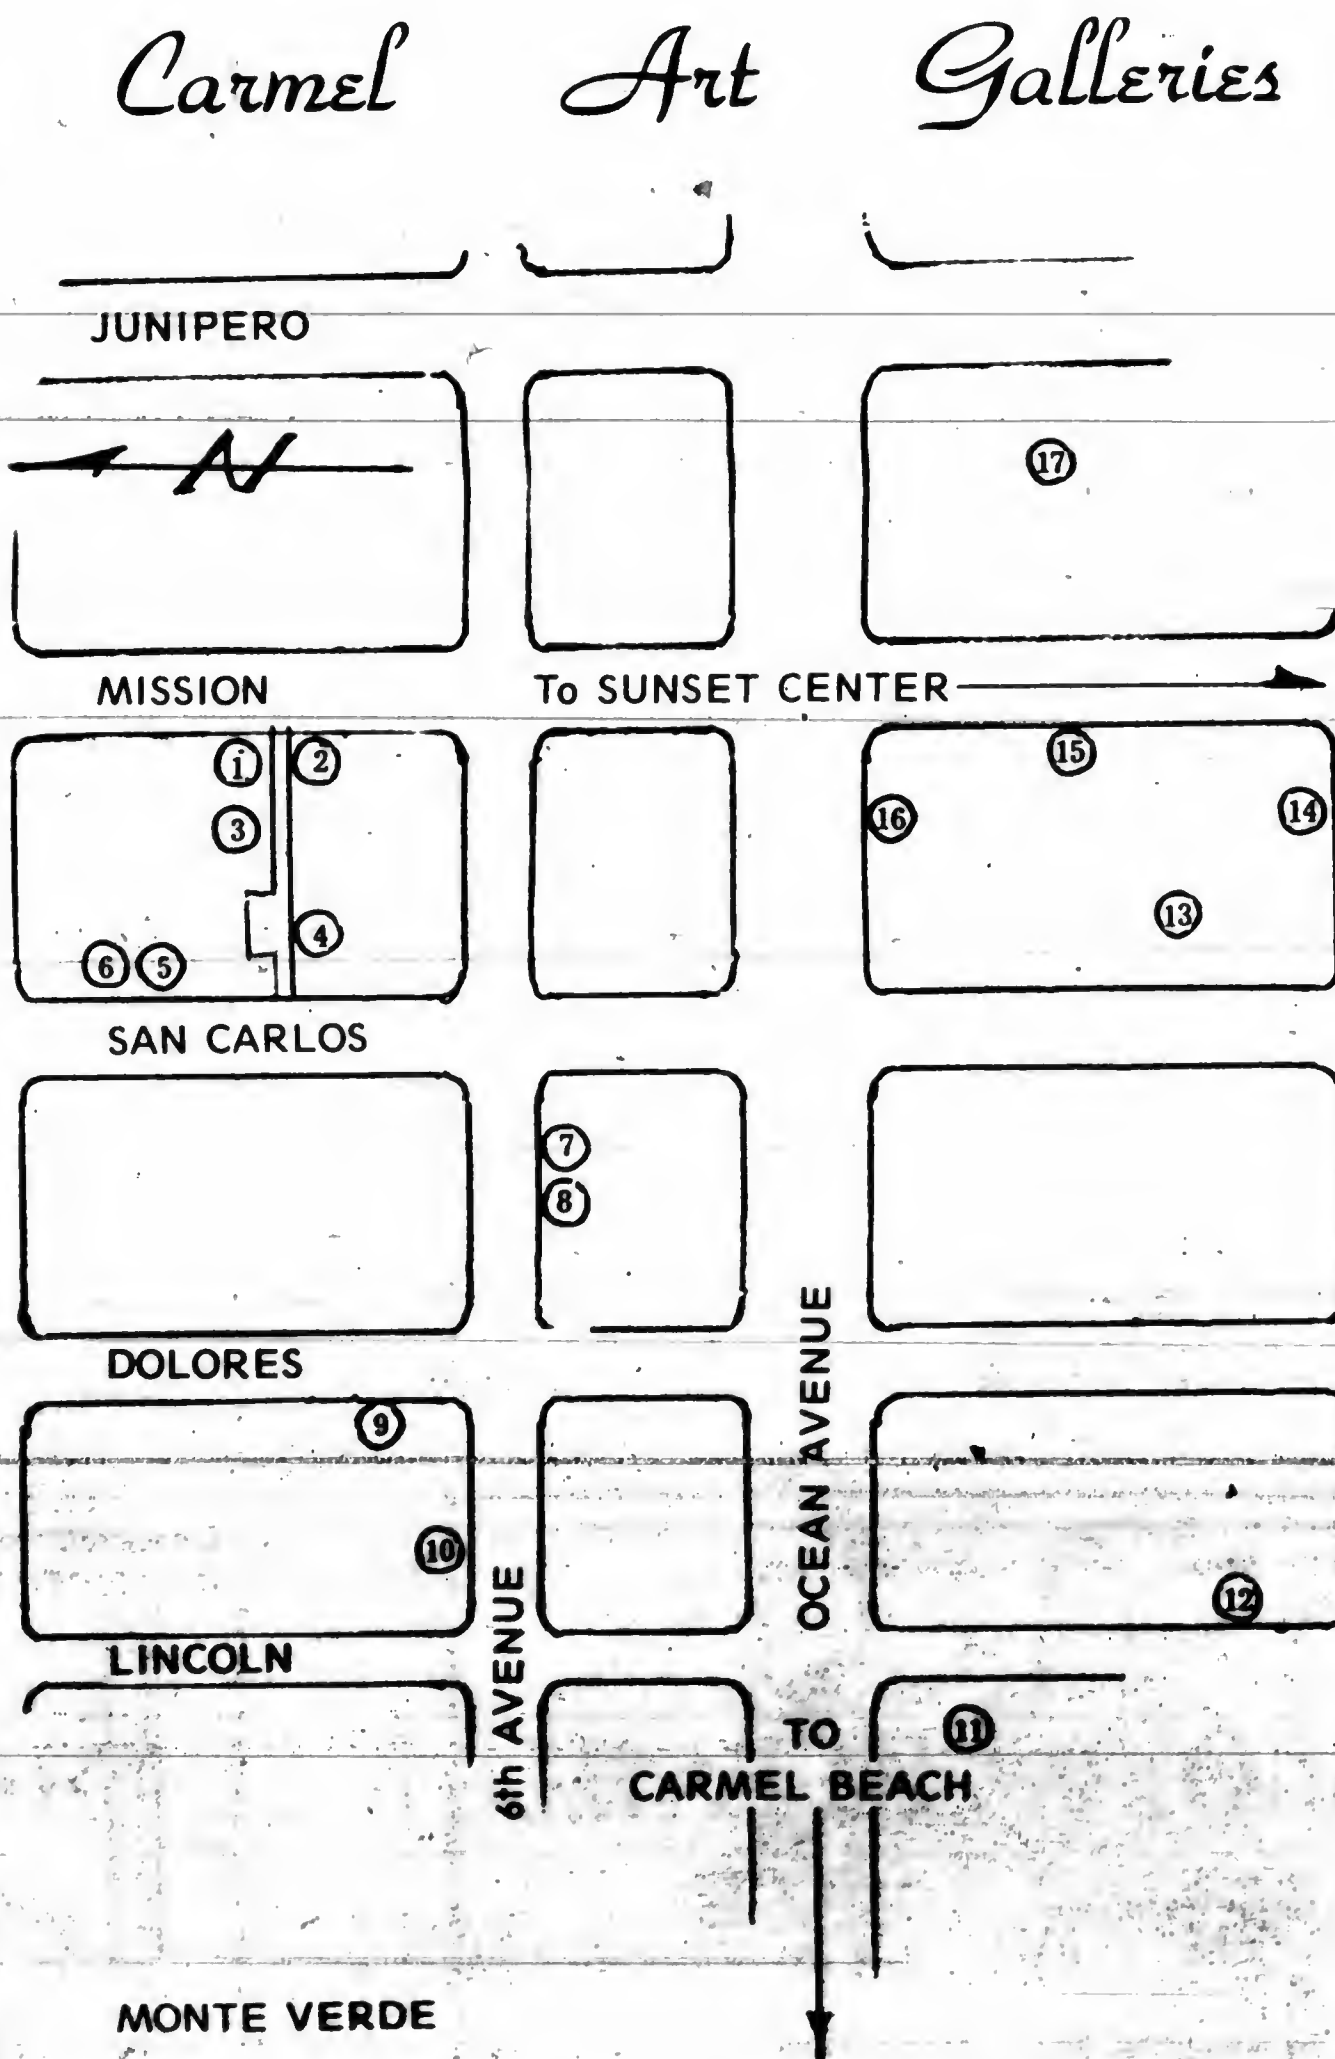 Carmel Art Galleries
JUNIPERO
N
17
MISSION
To SUNSET CENTER
1
2
15
3
16
14
4
13
6
5
SAN CARLOS
7
8
OCEAN AVENUE
DOLORES
9
10
6th AVENUE
12
LINCOLN
11
TO
CARMEL BEACH
MONTE VERDE